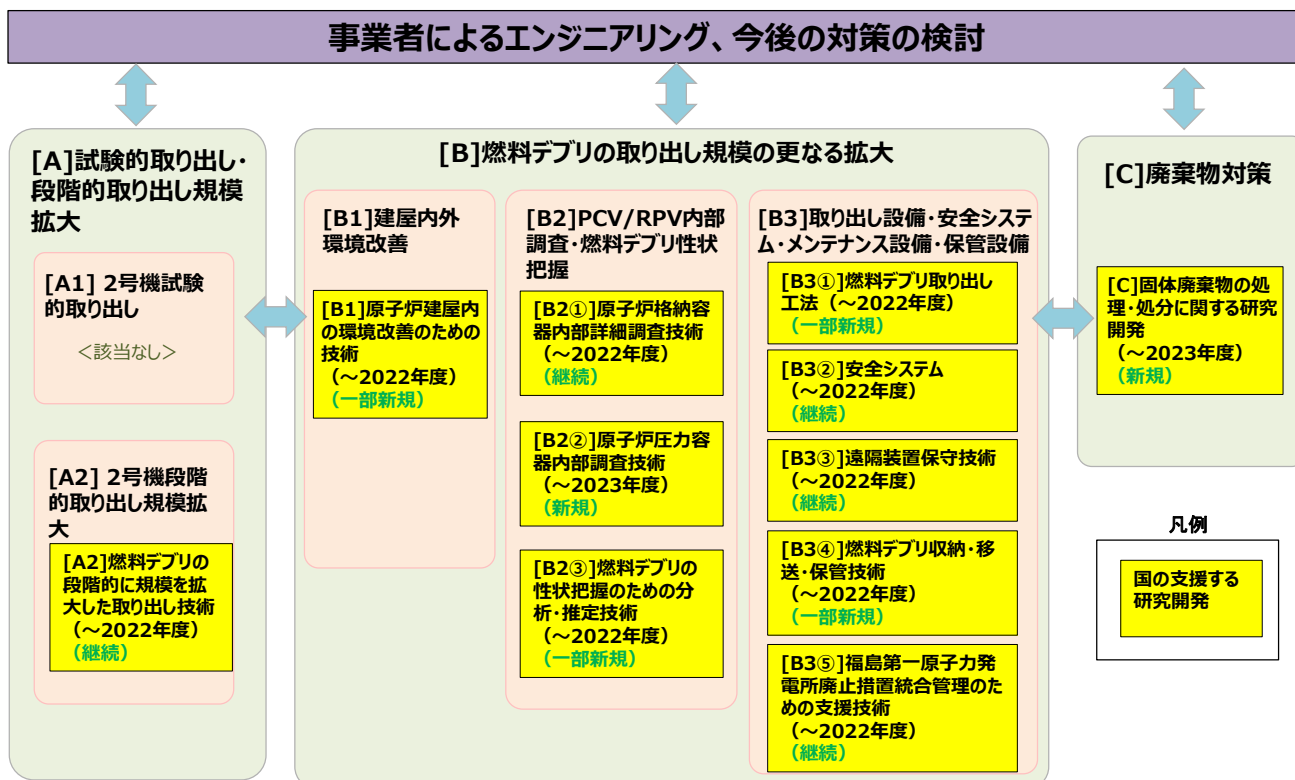 事業者によるエンジニアリング、今後の対策の検討
[A]試験的取り出し・
段階的取り出し規模
拡大
[A1] 2号機試験
的取り出し
＜該当なし＞
[A2] 2号機段階
的取り出し規模拡
大
[A2]燃料デブリの
段階的に規模を拡
大した取り出し技術
（～2022年度）
（継続）
[B]燃料デブリの取り出し規模の更なる拡大
[B1]建屋内外
環境改善
[B1]原子炉建屋内
の環境改善のための
技術
（～2022年度）
（一部新規）
[B2]PCV/RPV内部
調査・燃料デブリ性状
把握
[B2①]原子炉格納容
器内部詳細調査技術
（～2022年度）
（継続）
[B2②]原子炉圧力容
器内部調査技術
（～2023年度）
（新規）
[B2③]燃料デブリの
性状把握のための分
析・推定技術
（～2022年度）
（一部新規）
[B3]取り出し設備・安全システ
ム・メンテナンス設備・保管設備
[B3①]燃料デブリ取り出し
工法（～2022年度）
（一部新規）
[B3②]安全システム
（～2022年度）
（継続）
[B3③]遠隔装置保守技術
（～2022年度）
（継続）
[B3④]燃料デブリ収納・移
送・保管技術
（～2022年度）
（一部新規）
[B3⑤]福島第一原子力発
電所廃止措置統合管理のた
めの支援技術
（～2022年度）
（継続）
[C]廃棄物対策
[C]固体廃棄物の処
理・処分に関する研究
開発
（～2023年度）
（新規）
凡例
国の支援する
研究開発